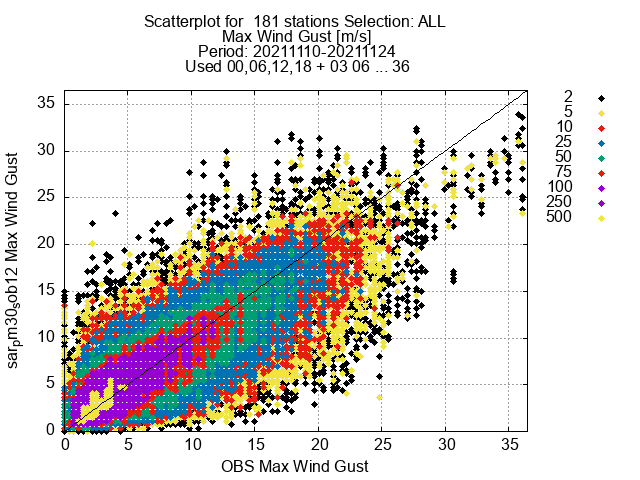 Scatterplot for  181 stations Selection: ALL
Max Wind Gust [m/s]
Period: 20211110-20211124
Used 00,06,12,18 + 03 06 ... 36
2
5
10
25
50
75
100
250
500
35
30
25
20
15
10
5
0
sarpm30sob12 Max Wind Gust
0 5 10 15 20 25 30 35
OBS Max Wind Gust